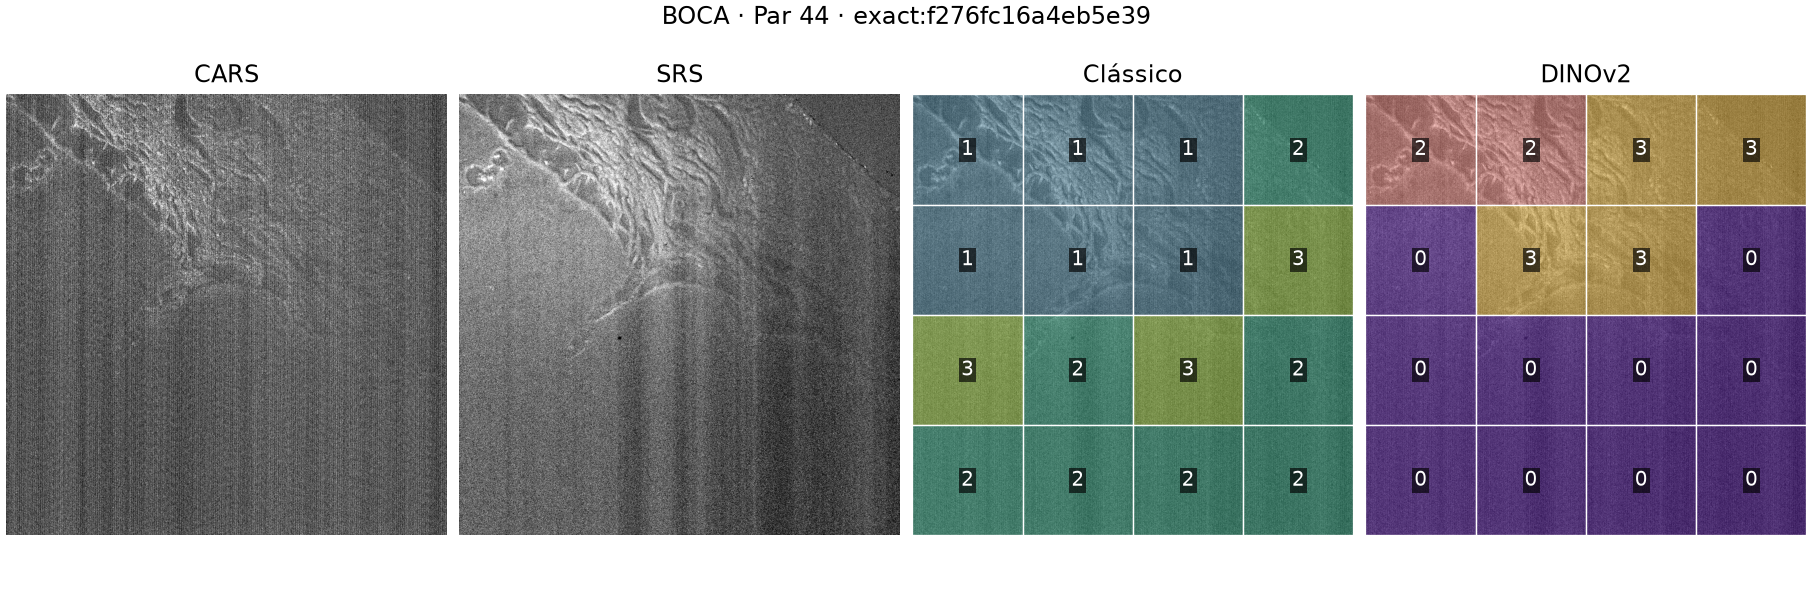 BOCA · Par 44 · exact:f276fc16a4eb5e39
CARS SRS Clássico DINOv2
1 1 1 2 2 2 3 3
1 1 1 3 0 3 3 0
3 2 3 2 0 0 0 0
2 2 2 2 0 0 0 0